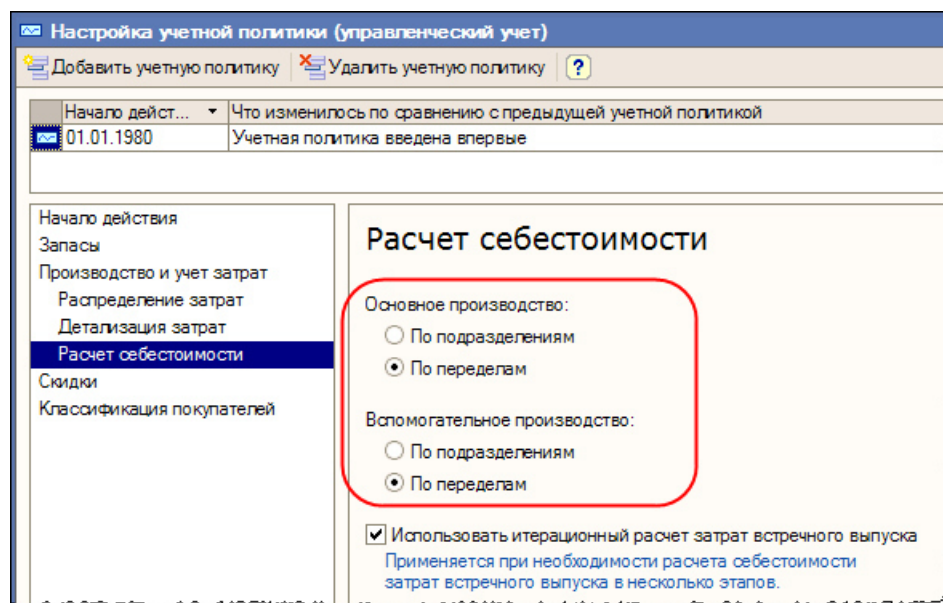 Настройка учетной политики (управленческий учет)
Добавить учетную политику Удалить учетную политику ?
Начало дейст... Что изменилось по сравнению с предыдущей учетной политикой
01.01.1980 Учетная политика введена впервые
Начало действия
Запасы
Производство и учет затрат
Распределение затрат
Детализация затрат
Расчет себестоимости
Скидки
Классификация покупателей
Расчет себестоимости
Основное производство:
По подразделениям
По переделам
Вспомогательное производство:
По подразделениям
По переделам
Использовать итерационный расчет затрат встречного выпуска
Применяется при необходимости расчета себестоимости
затрат встречного выпуска в несколько этапов.